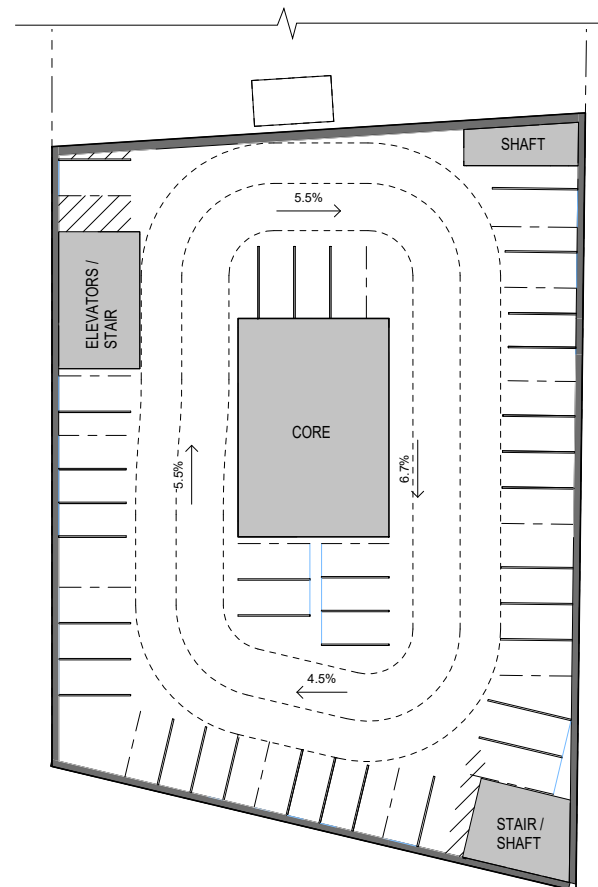 SHAFT
5.5%
ELEVATORS /
STAIR
CORE
5.5%
6.7%
4.5%
STAIR /
SHAFT